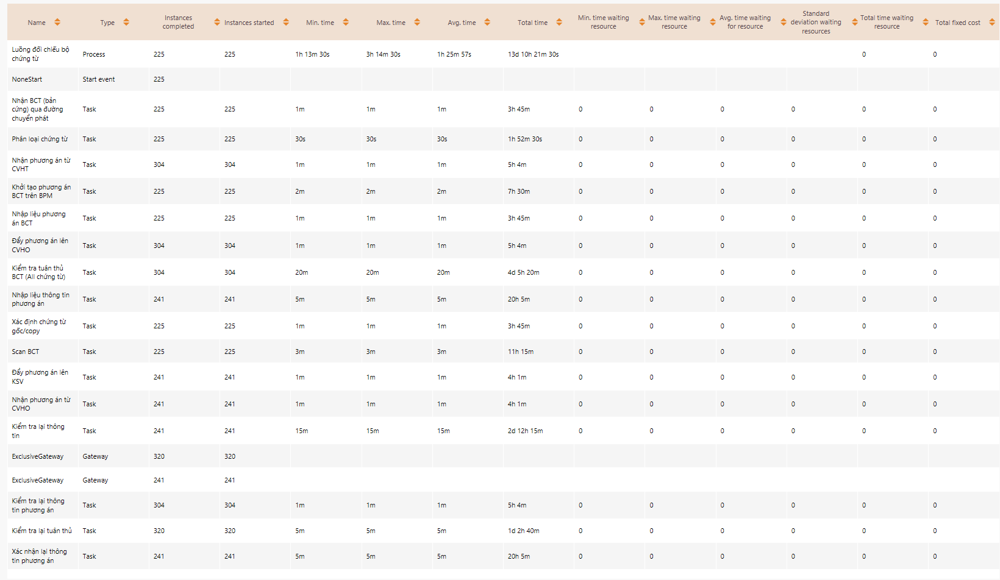 Name Type Instances completed Instances started Min. time Max. time Avg. time Total time Min. time waiting resource Max. time waiting resource Avg. time waiting for resource Standard deviation waiting resources Total time waiting resource Total fixed cost
Luồng đối chiếu bộ chứng từ Process 225 225 1h 13m 30s 3h 14m 30s 1h 25m 57s 13d 10h 21m 30s 0 0
NoneStart Start event 225
Nhận BCT (bản cứng) qua đường chuyển phát Task 225 225 1m 1m 1m 3h 45m 0 0 0 0 0 0
Phân loại chứng từ Task 225 225 30s 30s 30s 1h 52m 30s 0 0 0 0 0 0
Nhận phương án từ CVHT Task 304 304 1m 1m 1m 5h 4m 0 0 0 0 0 0
Khởi tạo phương án BCT trên BPM Task 225 225 2m 2m 2m 7h 30m 0 0 0 0 0 0
Nhập liệu phương án BCT Task 225 225 1m 1m 1m 3h 45m 0 0 0 0 0 0
Đẩy phương án lên CVHO Task 304 304 1m 1m 1m 5h 4m 0 0 0 0 0 0
Kiểm tra tuân thủ BCT (All chứng từ) Task 304 304 20m 20m 20m 4d 5h 20m 0 0 0 0 0 0
Nhập liệu thông tin phương án Task 241 241 5m 5m 5m 20h 5m 0 0 0 0 0 0
Xác định chứng từ gốc/copy Task 225 225 1m 1m 1m 3h 45m 0 0 0 0 0 0
Scan BCT Task 225 225 3m 3m 3m 11h 15m 0 0 0 0 0 0
Đẩy phương án lên KSV Task 241 241 1m 1m 1m 4h 1m 0 0 0 0 0 0
Nhận phương án từ CVHO Task 241 241 1m 1m 1m 4h 1m 0 0 0 0 0 0
Kiểm tra lại thông tin Task 241 241 15m 15m 15m 2d 12h 15m 0 0 0 0 0 0
ExclusiveGateway Gateway 320 320
ExclusiveGateway Gateway 241 241
Kiểm tra lại thông tin phương án Task 304 304 1m 1m 1m 5h 4m 0 0 0 0 0 0
Kiểm tra lại tuân thủ Task 320 320 5m 5m 5m 1d 2h 40m 0 0 0 0 0 0
Xác nhận lại thông tin phương án Task 241 241 5m 5m 5m 20h 5m 0 0 0 0 0 0